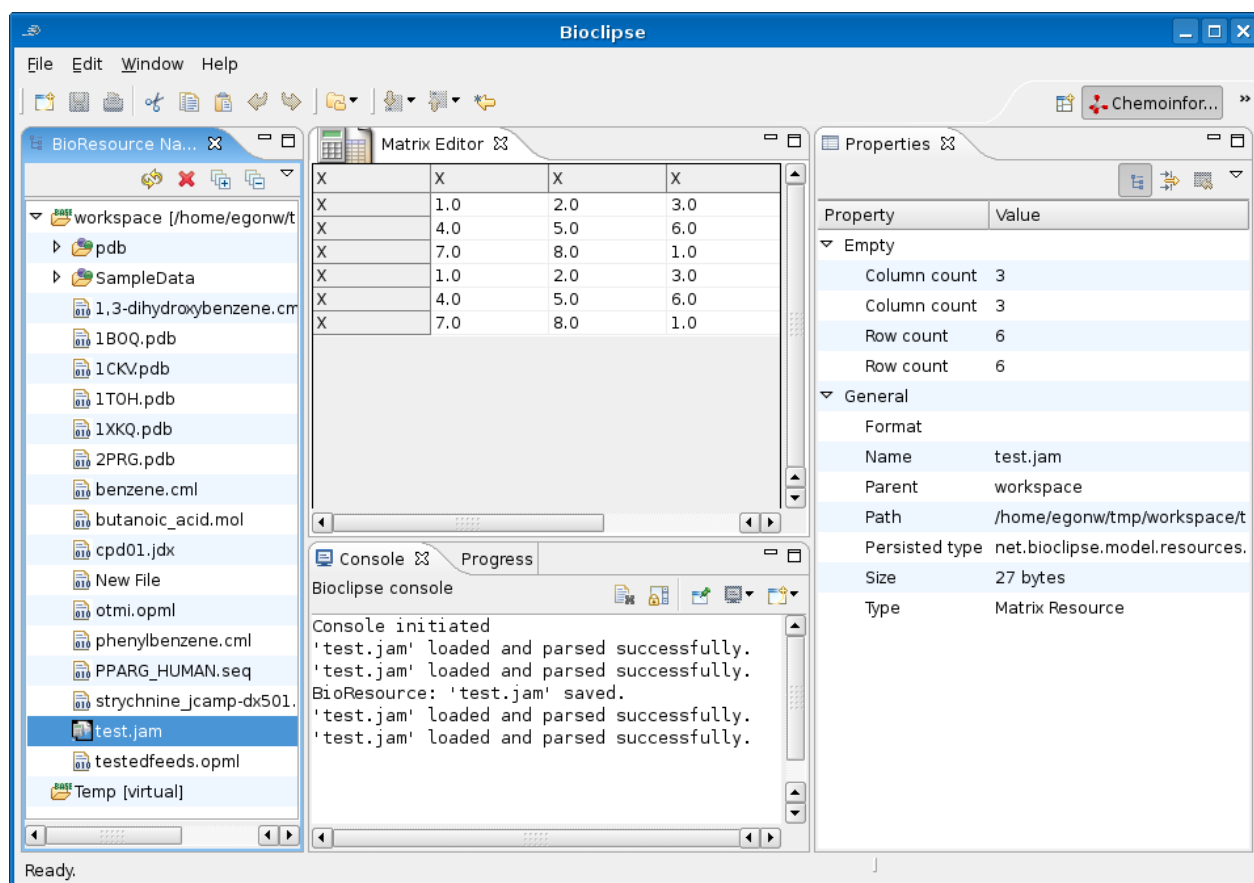 Bioclipse
File Edit Window Help
Chemoinfor... »
BioResource Na...
workspace [/home/egonw/t
pdb
SampleData
1,3-dihydroxybenzene.cm
1BOQ.pdb
1CKV.pdb
1TOH.pdb
1XKQ.pdb
2PRG.pdb
benzene.cml
butanoic_acid.mol
cpd01.jdx
New File
otmi.opml
phenylbenzene.cml
PPARG_HUMAN.seq
strychnine_jcamp-dx501.
test.jam
testedfeeds.opml
Temp [virtual]
Matrix Editor
X X X X
X 1.0 2.0 3.0
X 4.0 5.0 6.0
X 7.0 8.0 1.0
X 1.0 2.0 3.0
X 4.0 5.0 6.0
X 7.0 8.0 1.0
Console Progress
Bioclipse console
Console initiated
'test.jam' loaded and parsed successfully.
'test.jam' loaded and parsed successfully.
BioResource: 'test.jam' saved.
'test.jam' loaded and parsed successfully.
'test.jam' loaded and parsed successfully.
Properties
Property Value
Empty
Column count 3
Column count 3
Row count 6
Row count 6
General
Format
Name test.jam
Parent workspace
Path /home/egonw/tmp/workspace/t
Persisted type net.bioclipse.model.resources.
Size 27 bytes
Type Matrix Resource
Ready.